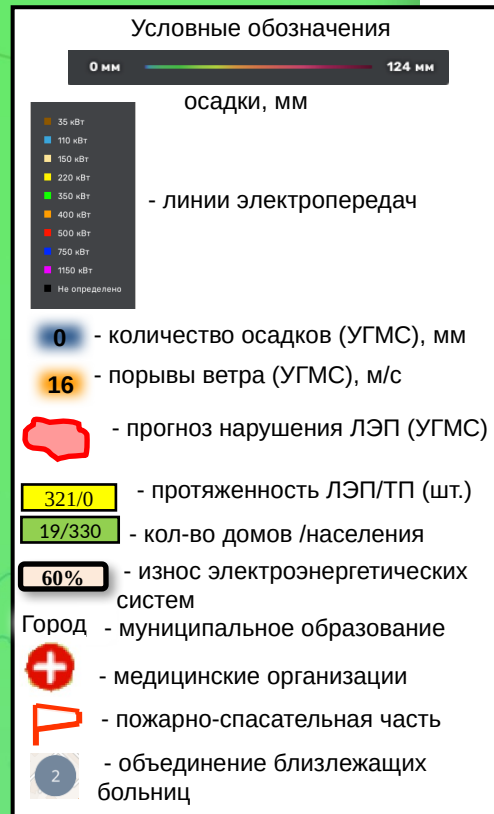 Условные обозначения
0 мм 124 мм
осадки, мм
35 кВт
110 кВт
150 кВт
220 кВт
350 кВт
400 кВт
500 кВт
750 кВт
1150 кВт
Не определено
- линии электропередач
0 - количество осадков (УГМС), мм
16 - порывы ветра (УГМС), м/с
- прогноз нарушения ЛЭП (УГМС)
321/0 - протяженность ЛЭП/ТП (шт.)
19/330 - кол-во домов /населения
60% - износ электроэнергетических
систем
Город - муниципальное образование
- медицинские организации
- пожарно-спасательная часть
2 - объединение близлежащих
больниц